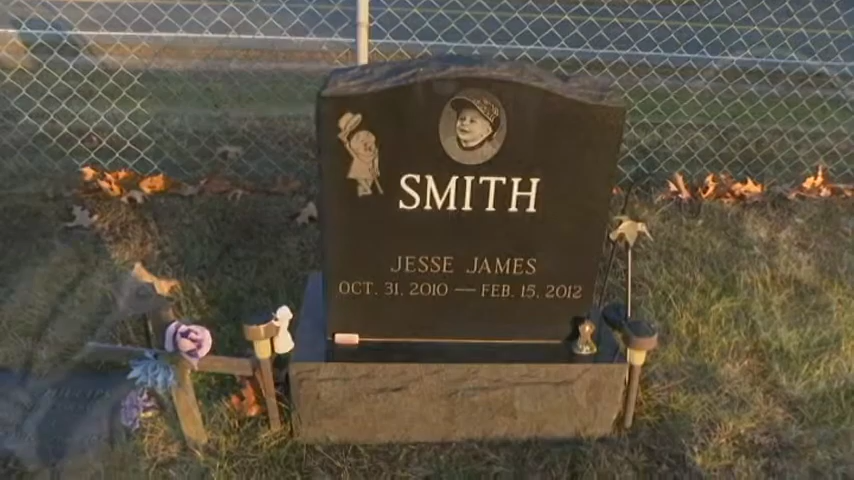 SMITH
JESSE JAMES
OCT. 31, 2010 — FEB. 15, 2012